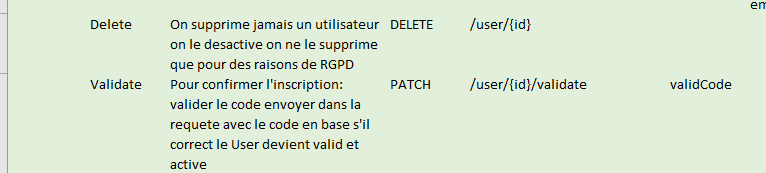 em
Delete On supprime jamais un utilisateur DELETE /user/{id}
on le desactive on ne le supprime
que pour des raisons de RGPD
Validate Pour confirmer l'inscription: PATCH /user/{id}/validate validCode
valider le code envoyer dans la
requete avec le code en base s'il
correct le User devient valid et
active